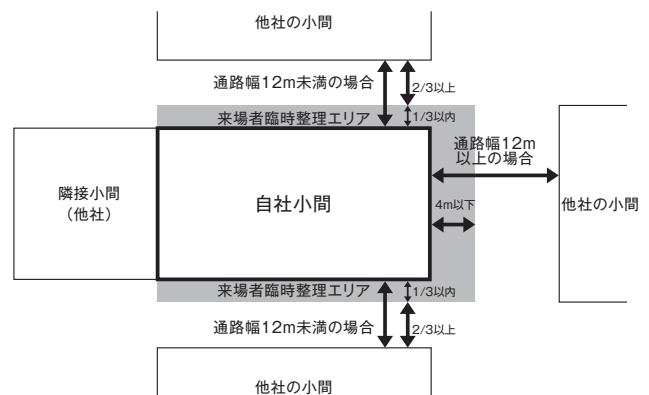 他社の小間
通路幅12m未満の場合
2/3以上
来場者臨時整理エリア
1/3以内
通路幅12m
以上の場合
隣接小間
（他社）
自社小間
4m以下
他社の小間
来場者臨時整理エリア
1/3以内
通路幅12m未満の場合
2/3以上
他社の小間